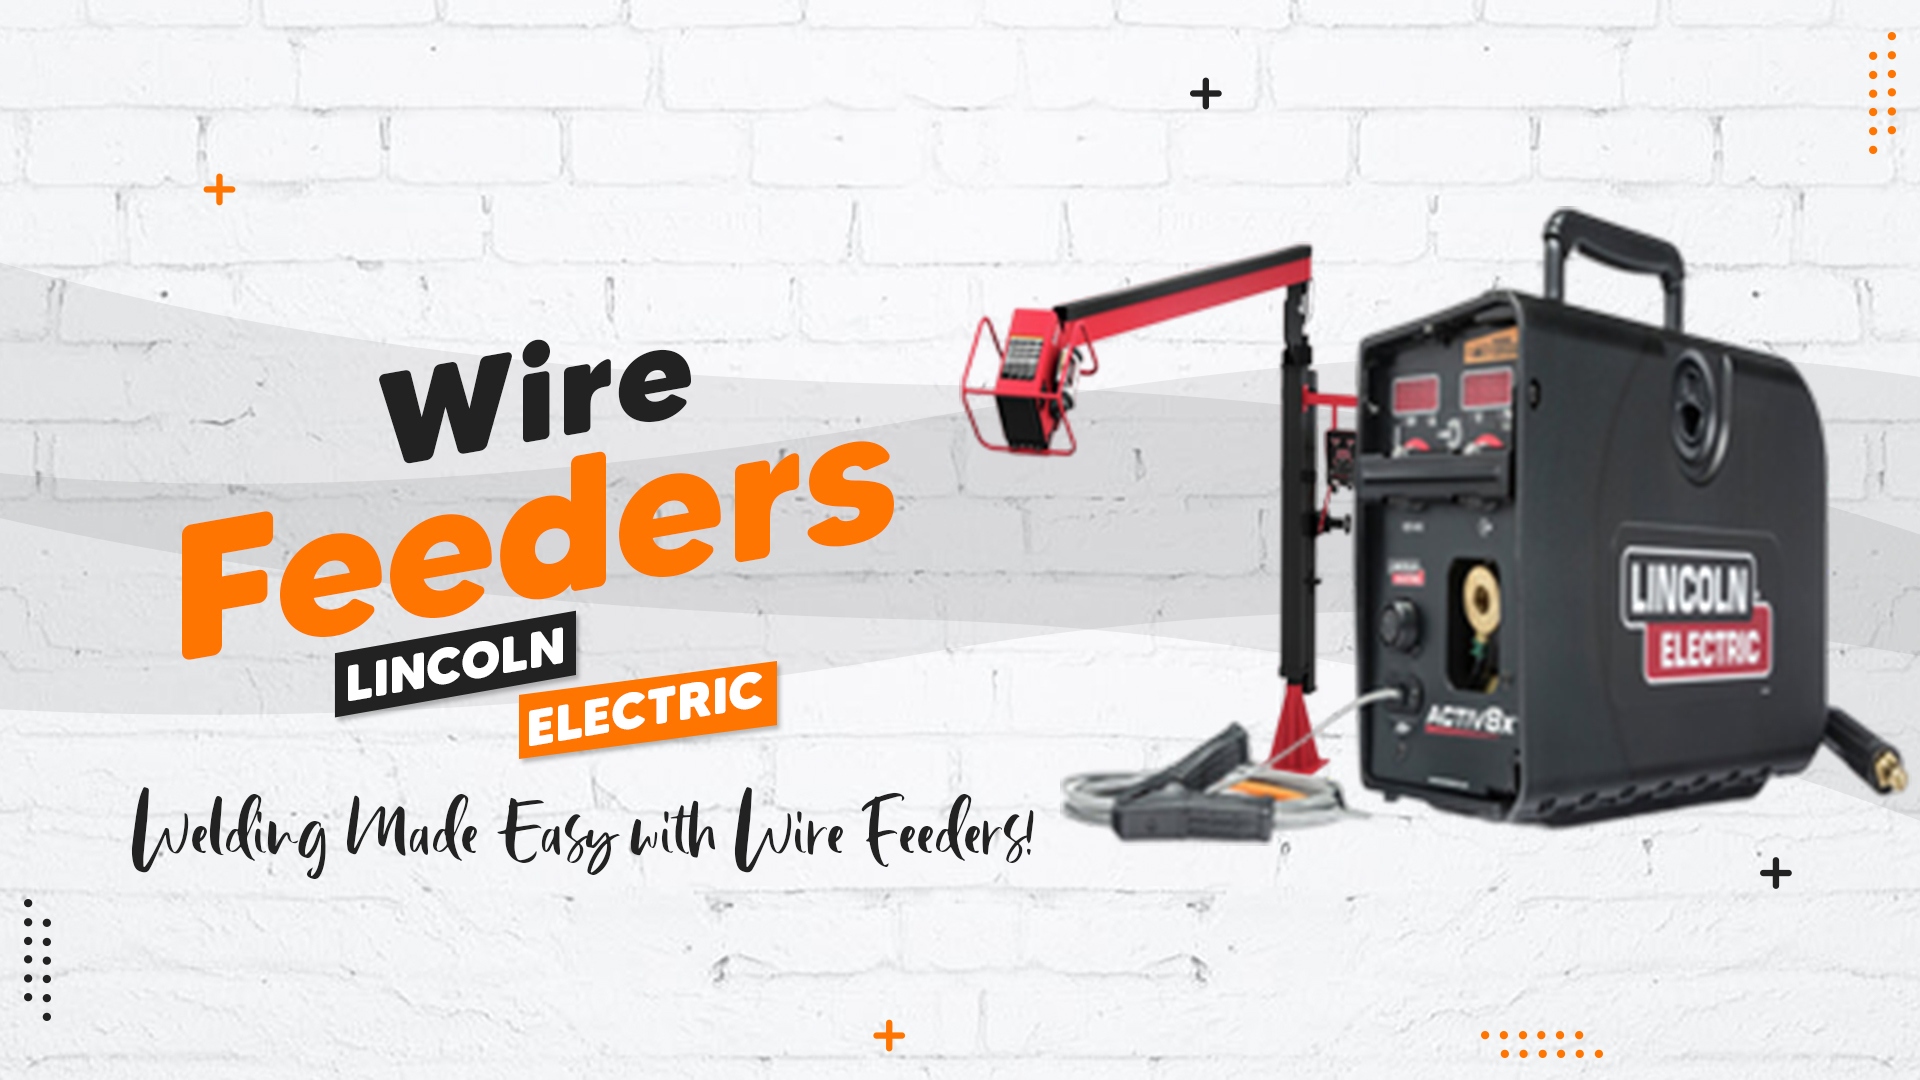 Wire
Feeders
LINCOLN
ELECTRIC
Welding Made Easy with Wire Feeders!
LINCOLN
ELECTRIC
ACTIV8x